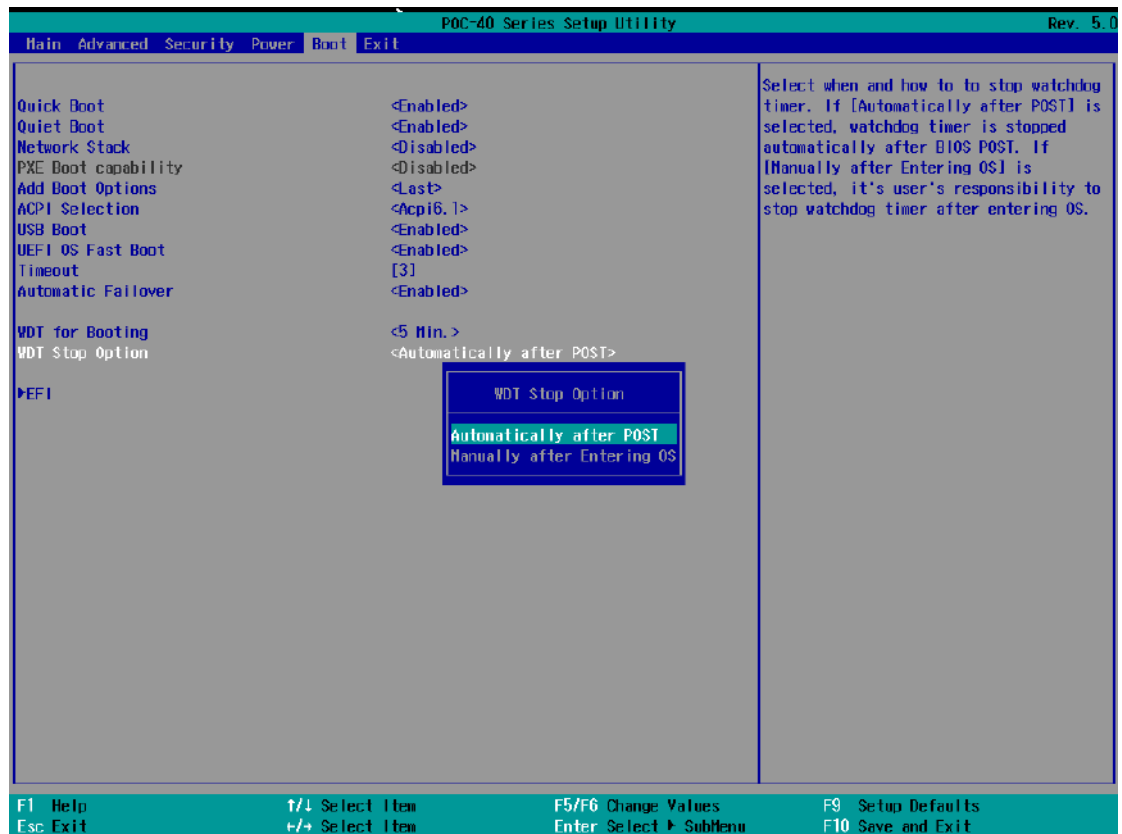 POC-40 Series Setup Utility Rev. 5.0
Main Advanced Security Power Boot Exit
Quick Boot <Enabled>
Quiet Boot <Enabled>
Network Stack <Disabled>
PXE Boot capability <Disabled>
Add Boot Options <Last>
ACPI Selection <Acpi6.1>
USB Boot <Enabled>
UEFI OS Fast Boot <Enabled>
Timeout [3]
Automatic Failover <Enabled>
WDT for Booting <5 Min.>
WDT Stop Option <Automatically after POST>
▶EFI
WDT Stop Option
Automatically after POST
Manually after Entering OS
Select when and how to to stop watchdog
timer. If [Automatically after POST] is
selected, watchdog timer is stopped
automatically after BIOS POST. If
[Manually after Entering OS] is
selected, it's user's responsibility to
stop watchdog timer after entering OS.
F1 Help ↑/↓ Select Item F5/F6 Change Values F9 Setup Defaults
Esc Exit ←/→ Select Item Enter Select ▶ SubMenu F10 Save and Exit